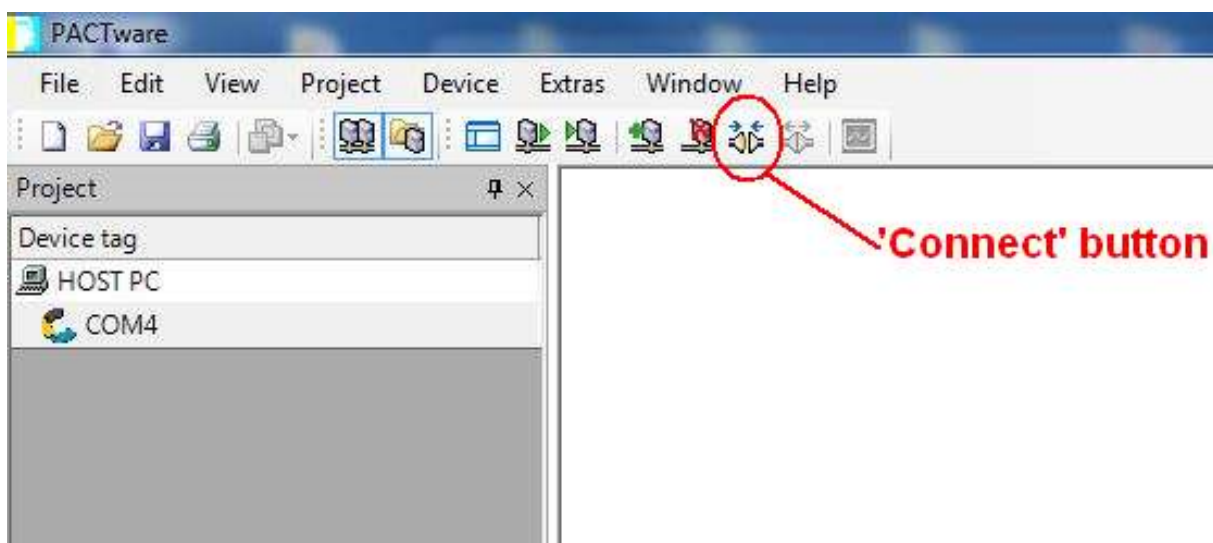 PACTware
File Edit View Project Device Extras Window Help
Project
'Connect' button
Device tag
HOST PC
COM4